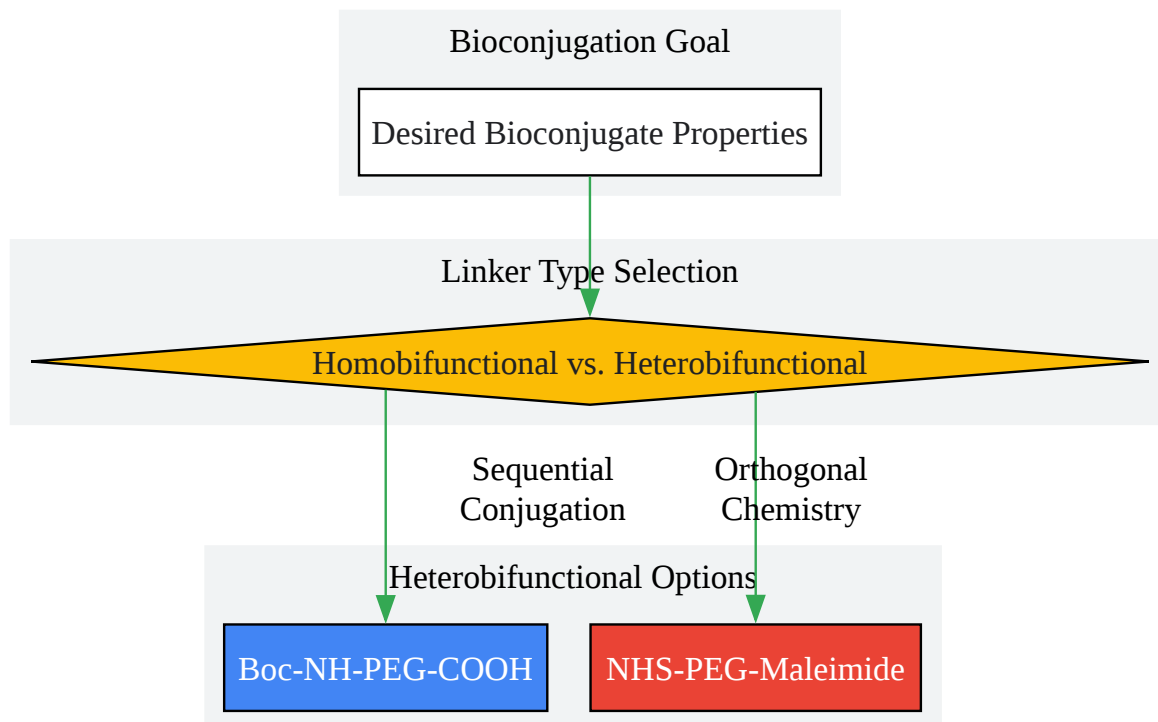 Bioconjugation Goal
Desired Bioconjugate Properties
Linker Type Selection
Homobifunctional vs. Heterobifunctional
Sequential
Conjugation
Orthogonal
Chemistry
Heterobifunctional Options
Boc-NH-PEG-COOH
NHS-PEG-Maleimide